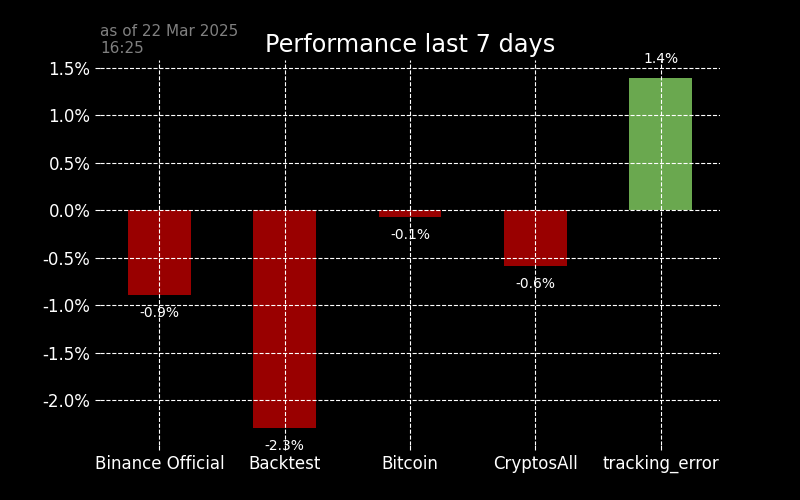 as of 22 Mar 2025
16:25
Performance last 7 days
1.5%
1.0%
0.5%
0.0%
-0.5%
-1.0%
-1.5%
-2.0%
-0.9%
-2.3%
-0.1%
-0.6%
1.4%
Binance Official
Backtest
Bitcoin
CryptosAll
tracking_error